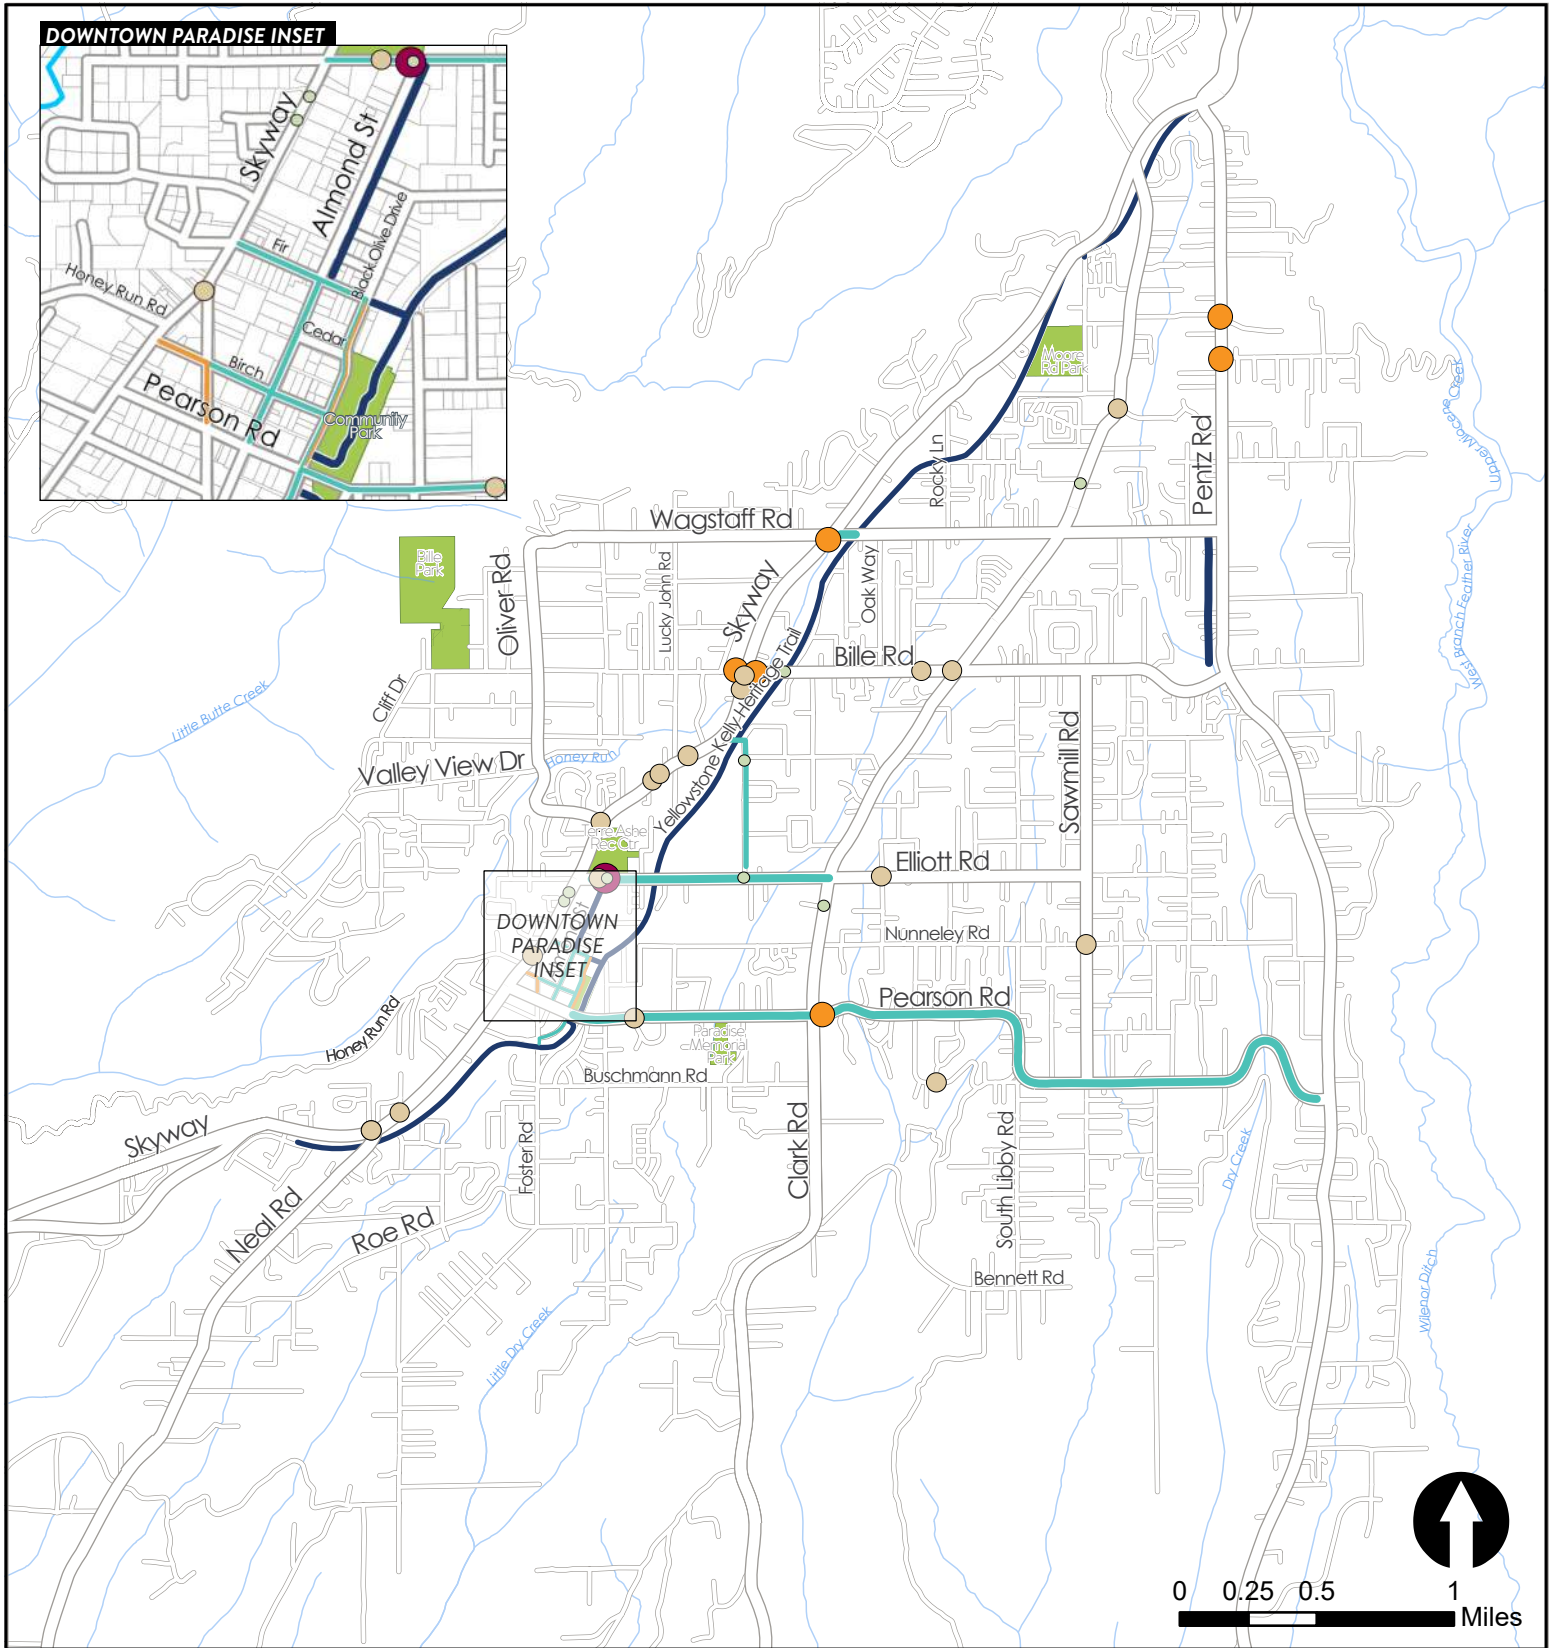 DOWNTOWN PARADISE INSET
Skyway
Almond St
Black Olive Drive
Fir
Honey Run Rd
Cedar
Birch
Pearson Rd
Community
Park
Moore
Rd Park
Upper Miocene Creek
Rocky Ln
Pentz Rd
Wagstaff Rd
Bille
Park
Oliver Rd
Lucky John Rd
Skyway
Oak Way
West Branch Feather River
Bille Rd
Cliff Dr
Little Butte Creek
Yellowstone Kelly Heritage Trail
Valley View Dr
Honey Run
Sawmill Rd
Terre Ashe
Rec Ctr
Elliott Rd
DOWNTOWN
PARADISE
INSET
Nunneley Rd
Pearson Rd
Honey Run Rd
Paradise
Memorial
Park
Buschmann Rd
Skyway
Foster Rd
Clark Rd
South Libby Rd
Dry Creek
Neal Rd
Roe Rd
Bennett Rd
Wilenor Ditch
Little Dry Creek
0 0.25 0.5 1
Miles